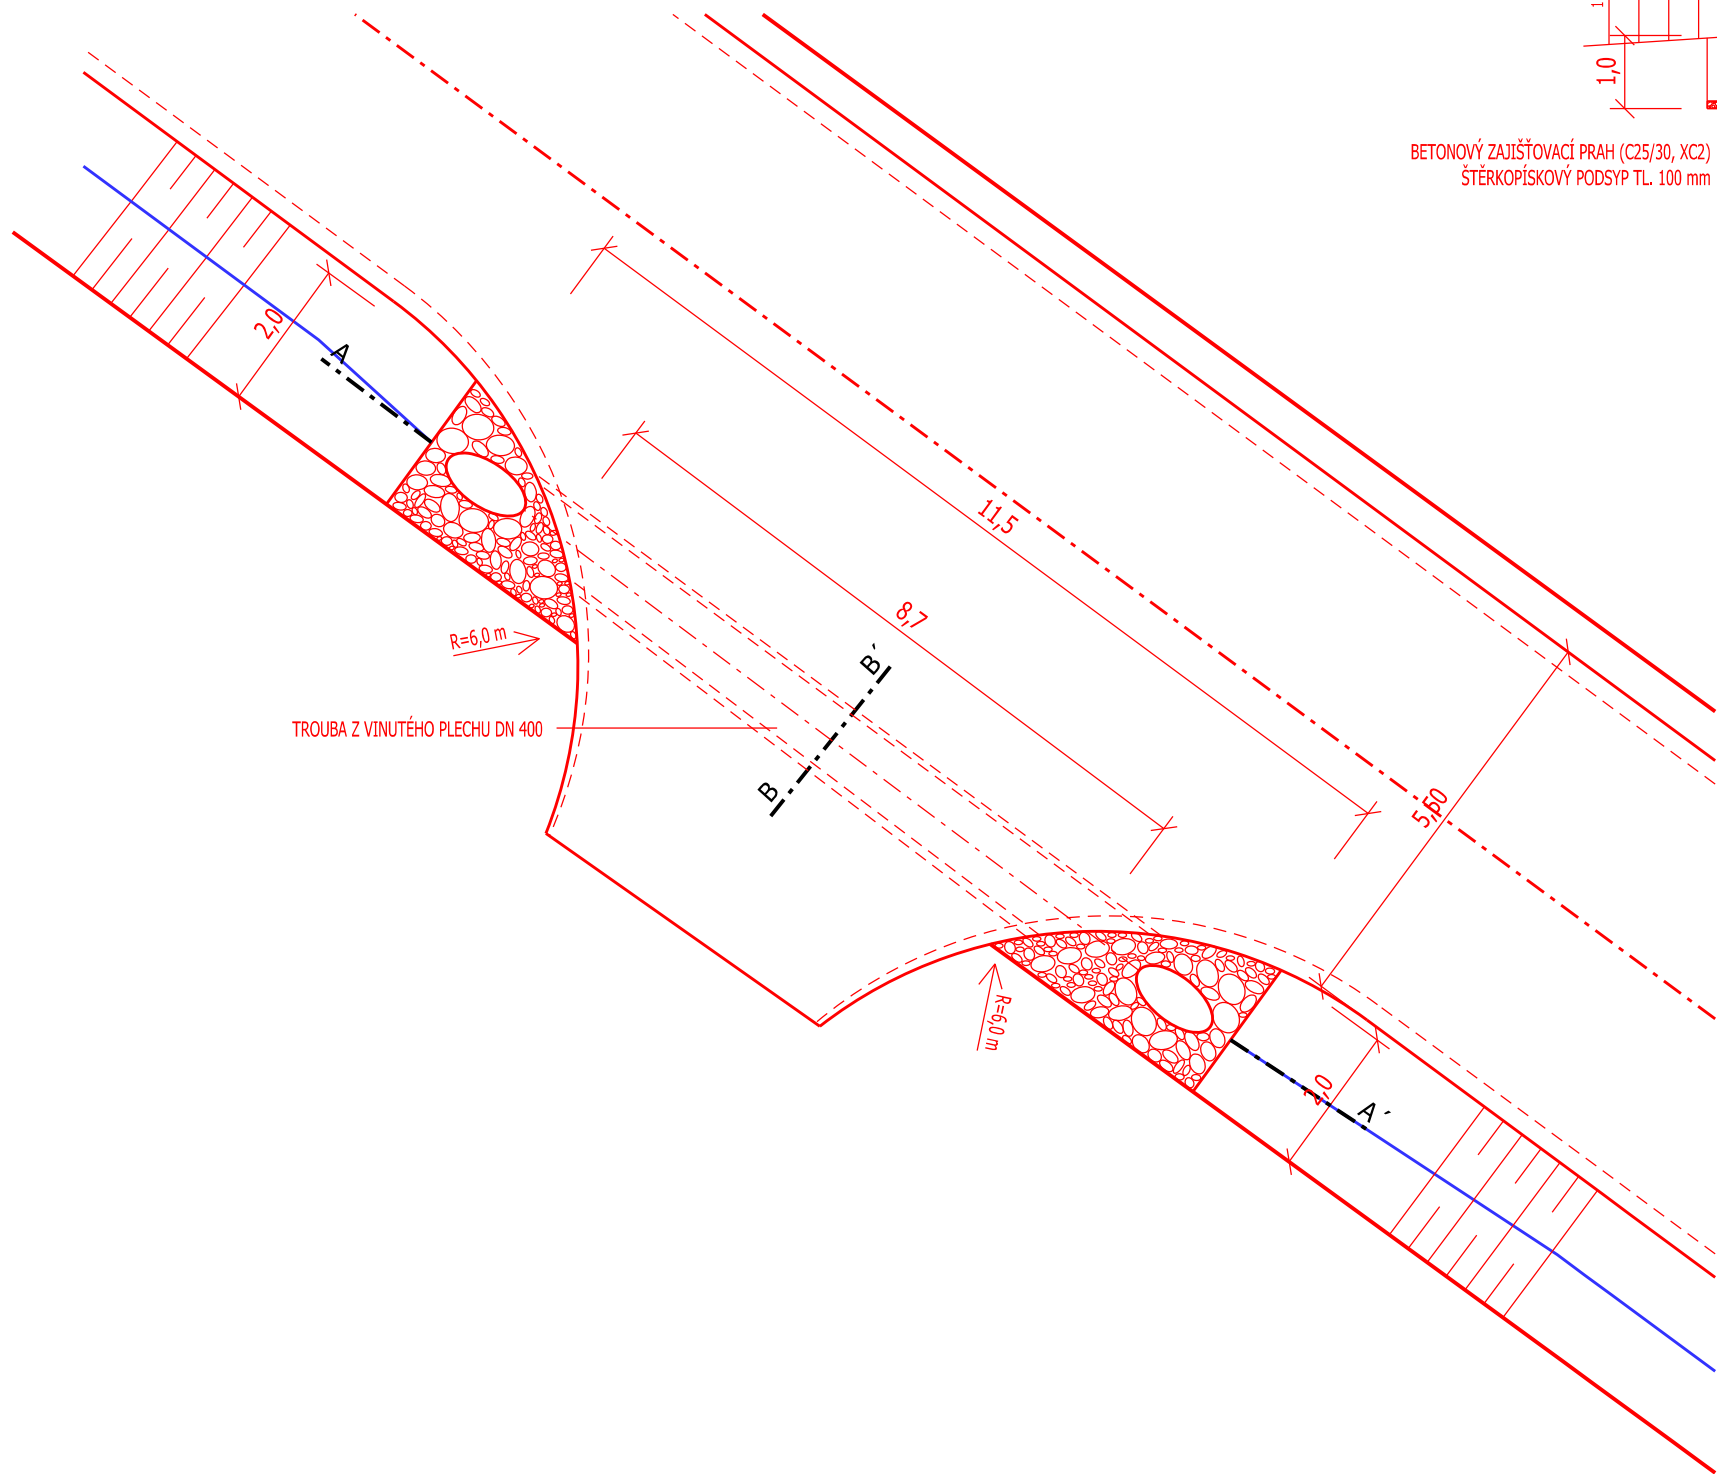 1,0
BETONOVÝ ZAJIŠŤOVACÍ PRAH (C25/30, XC2)
ŠTĚRKOPÍSKOVÝ PODSYP TL. 100 mm
2,0
A
11,5
8,7
R=6,0 m
B´
TROUBA Z VINUTÉHO PLECHU DN 400
B
5,50
R=6,0 m
2,0
A´